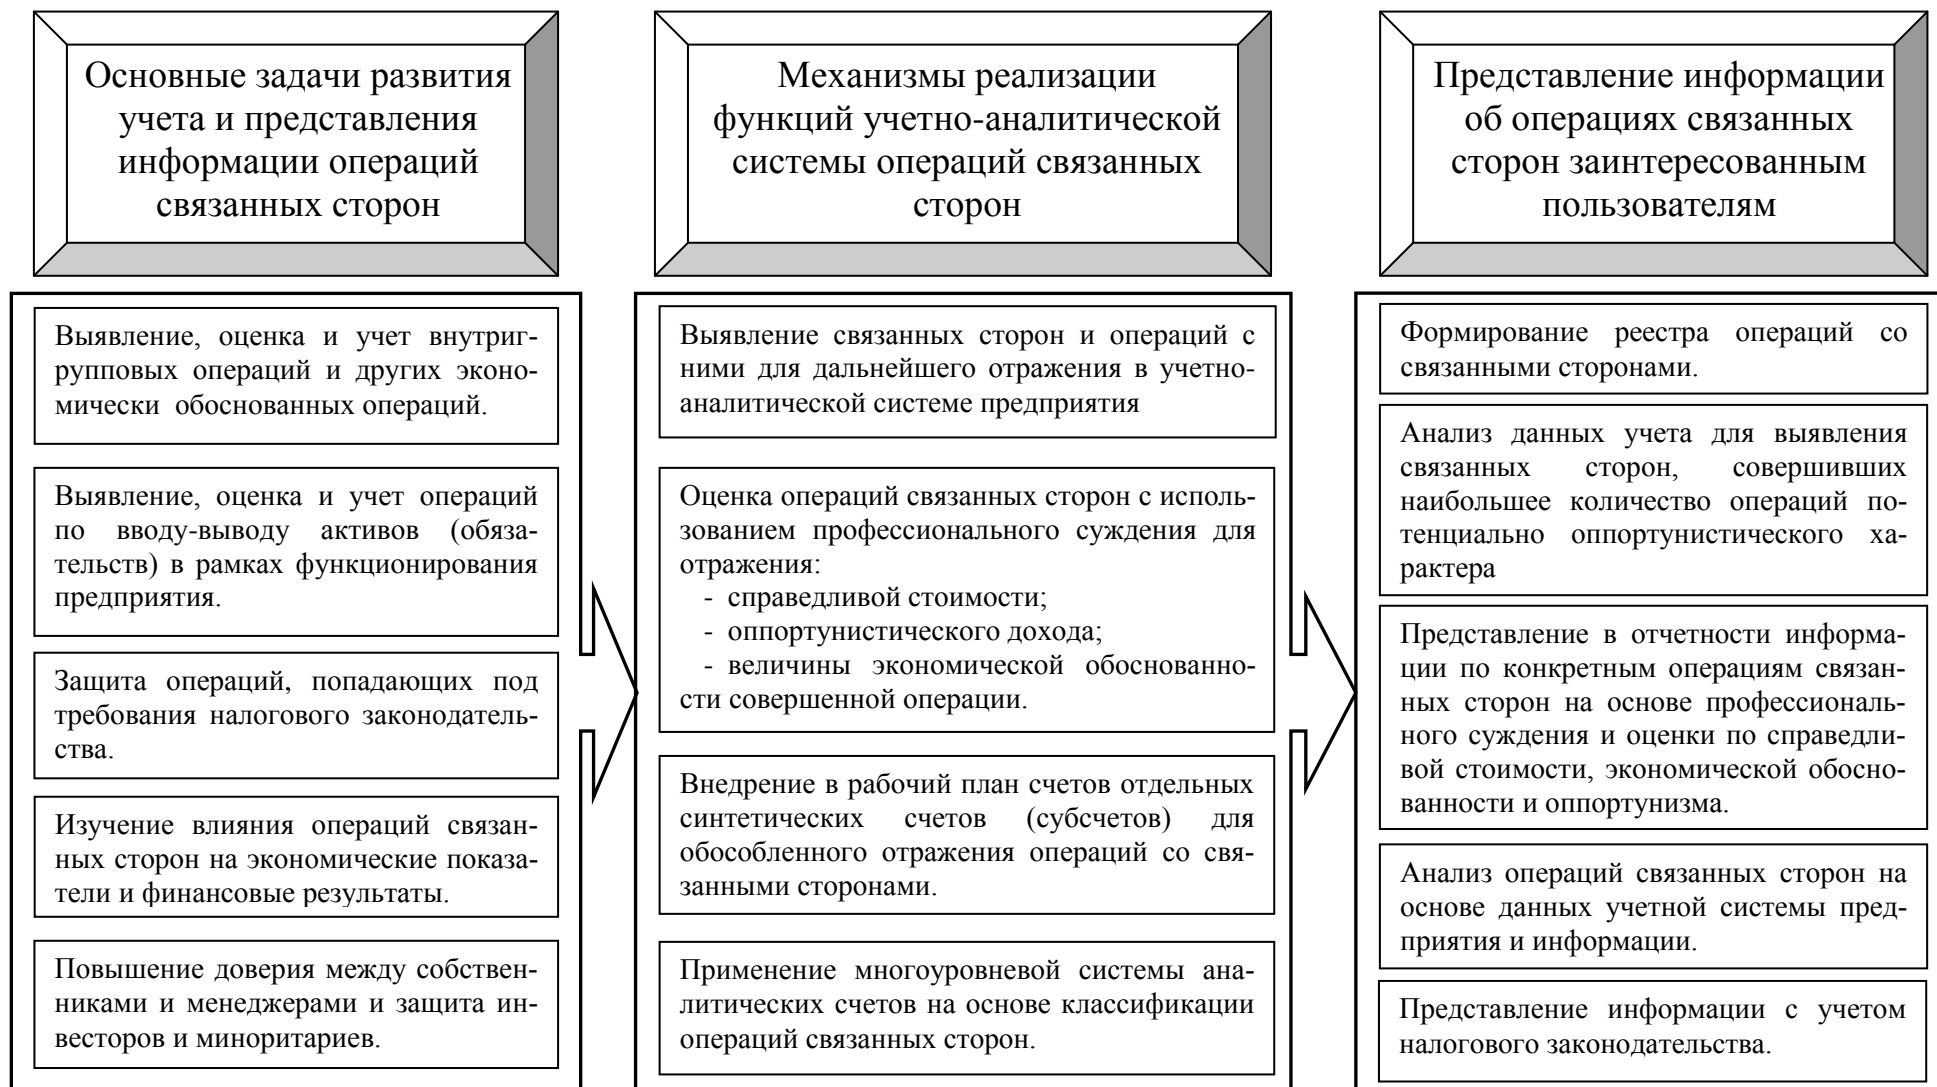 Основные задачи развития
учета и представления
информации операций
связанных сторон
Выявление, оценка и учет внутриг-
рупповых операций и других эконо-
мически обоснованных операций.
Выявление, оценка и учет операций
по вводу-выводу активов (обяза-
тельств) в рамках функционирования
предприятия.
Защита операций, попадающих под
требования налогового законодатель-
ства.
Изучение влияния операций связан-
ных сторон на экономические показа-
тели и финансовые результаты.
Повышение доверия между собствен-
никами и менеджерами и защита ин-
весторов и миноритариев.
Механизмы реализации
функций учетно-аналитической
системы операций связанных
сторон
Выявление связанных сторон и операций с
ними для дальнейшего отражения в учетно-
аналитической системе предприятия
Оценка операций связанных сторон с исполь-
зованием профессионального суждения для
отражения:
- справедливой стоимости;
- оппортунистического дохода;
- величины экономической обоснованно-
сти совершенной операции.
Внедрение в рабочий план счетов отдельных
синтетических счетов (субсчетов) для
обособленного отражения операций со свя-
занными сторонами.
Применение многоуровневой системы ана-
литических счетов на основе классификации
операций связанных сторон.
Представление информации
об операциях связанных
сторон заинтересованным
пользователям
Формирование реестра операций со
связанными сторонами.
Анализ данных учета для выявления
связанных сторон, совершивших
наибольшее количество операций по-
тенциально оппортунистического ха-
рактера
Представление в отчетности информа-
ции по конкретным операциям связан-
ных сторон на основе профессиональ-
ного суждения и оценки по справедли-
вой стоимости, экономической обосно-
ванности и оппортунизма.
Анализ операций связанных сторон на
основе данных учетной системы пред-
приятия и информации.
Представление информации с учетом
налогового законодательства.